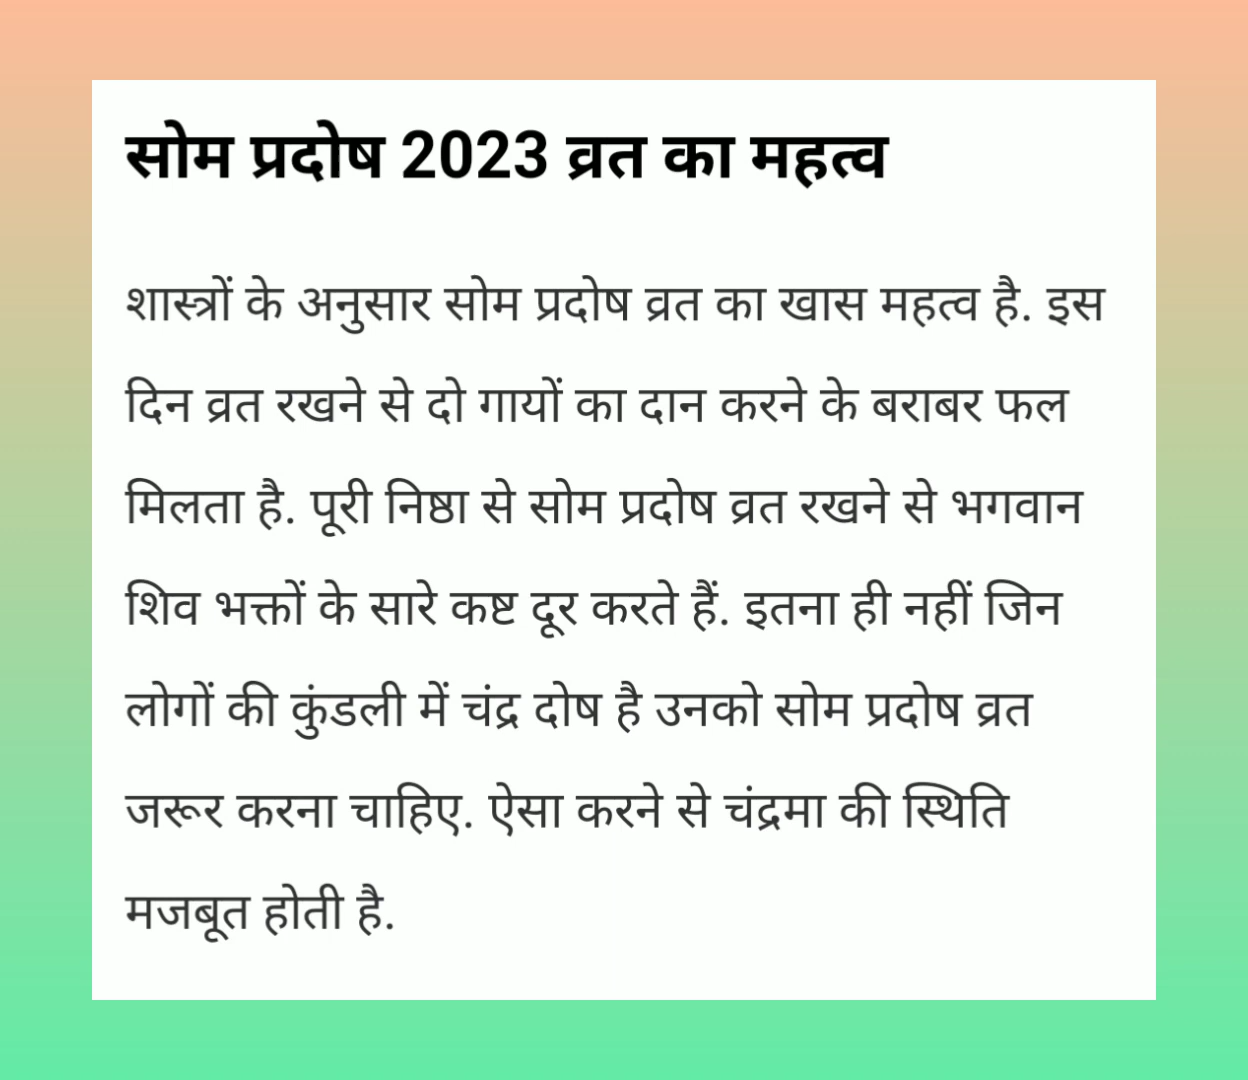 सोम प्रदोष 2023 व्रत का महत्व
शास्त्रों के अनुसार सोम प्रदोष व्रत का खास महत्व है. इस
दिन व्रत रखने से दो गायों का दान करने के बराबर फल
मिलता है. पूरी निष्ठा से सोम प्रदोष व्रत रखने से भगवान
शिव भक्तों के सारे कष्ट दूर करते हैं. इतना ही नहीं जिन
लोगों की कुंडली में चंद्र दोष है उनको सोम प्रदोष व्रत
जरूर करना चाहिए. ऐसा करने से चंद्रमा की स्थिति
मजबूत होती है.